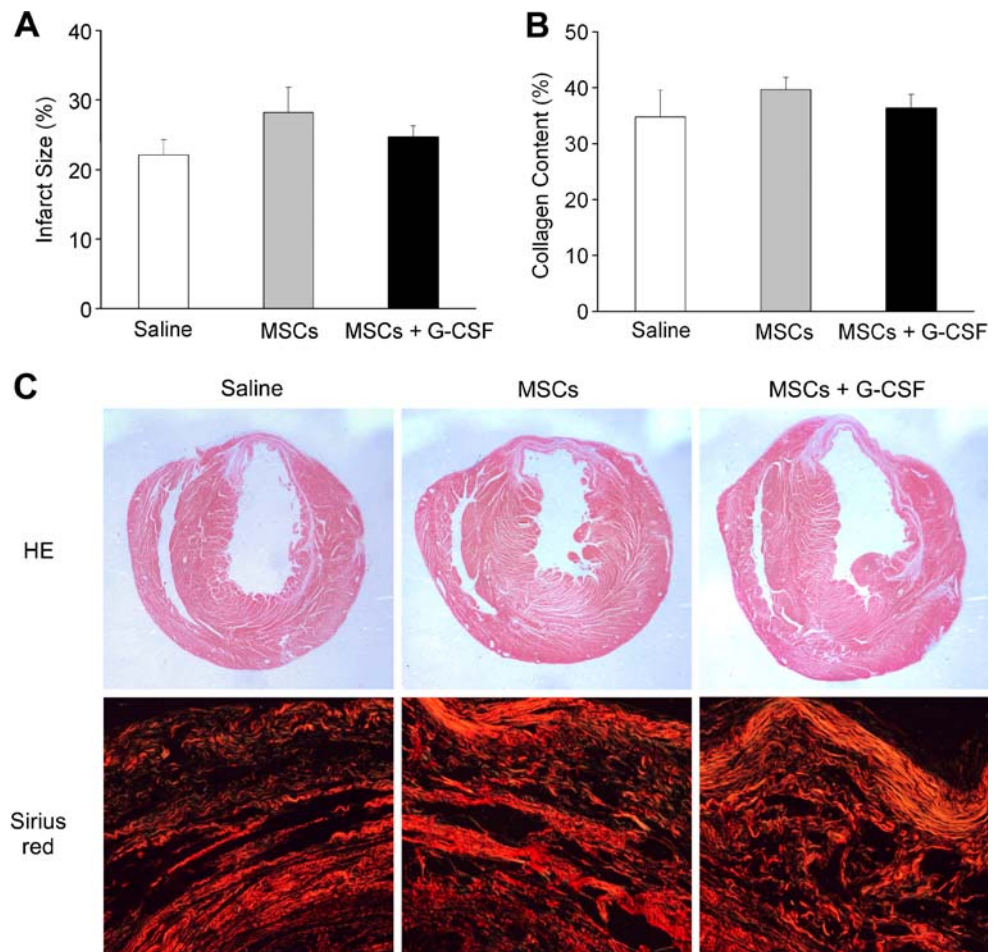 A
Infarct Size (%)
40
30
20
10
0
Saline
MSCs
MSCs + G-CSF
B
Collagen Content (%)
50
40
30
20
10
0
Saline
MSCs
MSCs + G-CSF
C
Saline
MSCs
MSCs + G-CSF
HE
Sirius
red